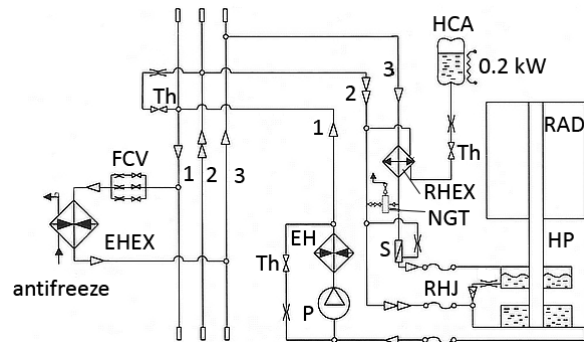 HCA
3
0.2 kW
2
Th
RAD
1
Th
FCV
1 2 3
RHEX
NGT
EHEX
EH
S
HP
Th
RHJ
antifreeze
P